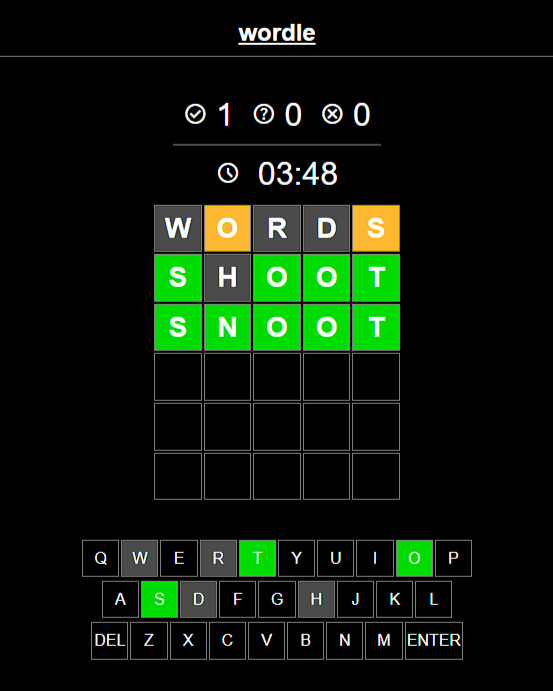 wordle
1 ? 0 0
03:48
W O R D S
S H O O T
S N O O T
Q W E R T Y U I O P
A S D F G H J K L
DEL Z X C V B N M ENTER